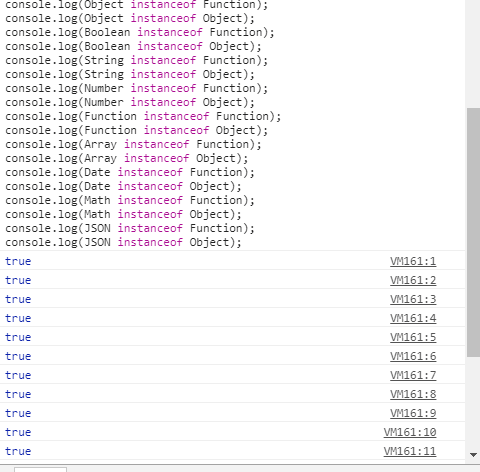 console.log(Object instanceof Function);
console.log(Object instanceof Object);
console.log(Boolean instanceof Function);
console.log(Boolean instanceof Object);
console.log(String instanceof Function);
console.log(String instanceof Object);
console.log(Number instanceof Function);
console.log(Number instanceof Object);
console.log(Function instanceof Function);
console.log(Function instanceof Object);
console.log(Array instanceof Function);
console.log(Array instanceof Object);
console.log(Date instanceof Function);
console.log(Date instanceof Object);
console.log(Math instanceof Function);
console.log(Math instanceof Object);
console.log(JSON instanceof Function);
console.log(JSON instanceof Object);
true VM161:1
true VM161:2
true VM161:3
true VM161:4
true VM161:5
true VM161:6
true VM161:7
true VM161:8
true VM161:9
true VM161:10
true VM161:11